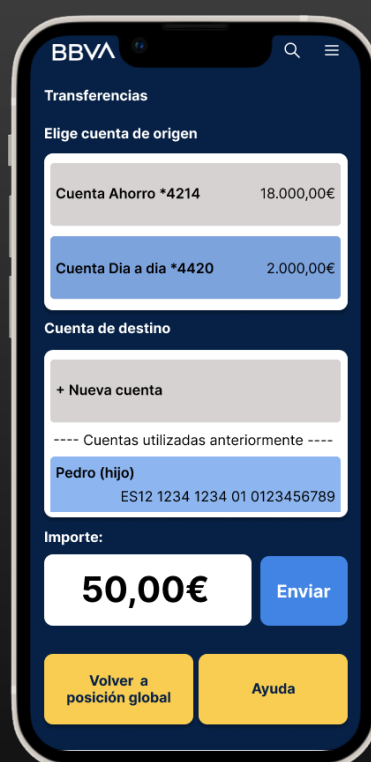 BBVA
Transferencias
Elige cuenta de origen
Cuenta Ahorro *4214 18.000,00€
Cuenta Dia a dia *4420 2.000,00€
Cuenta de destino
+ Nueva cuenta
---- Cuentas utilizadas anteriormente ----
Pedro (hijo)
ES12 1234 1234 01 0123456789
Importe:
50,00€ Enviar
Volver a
posición global
Ayuda